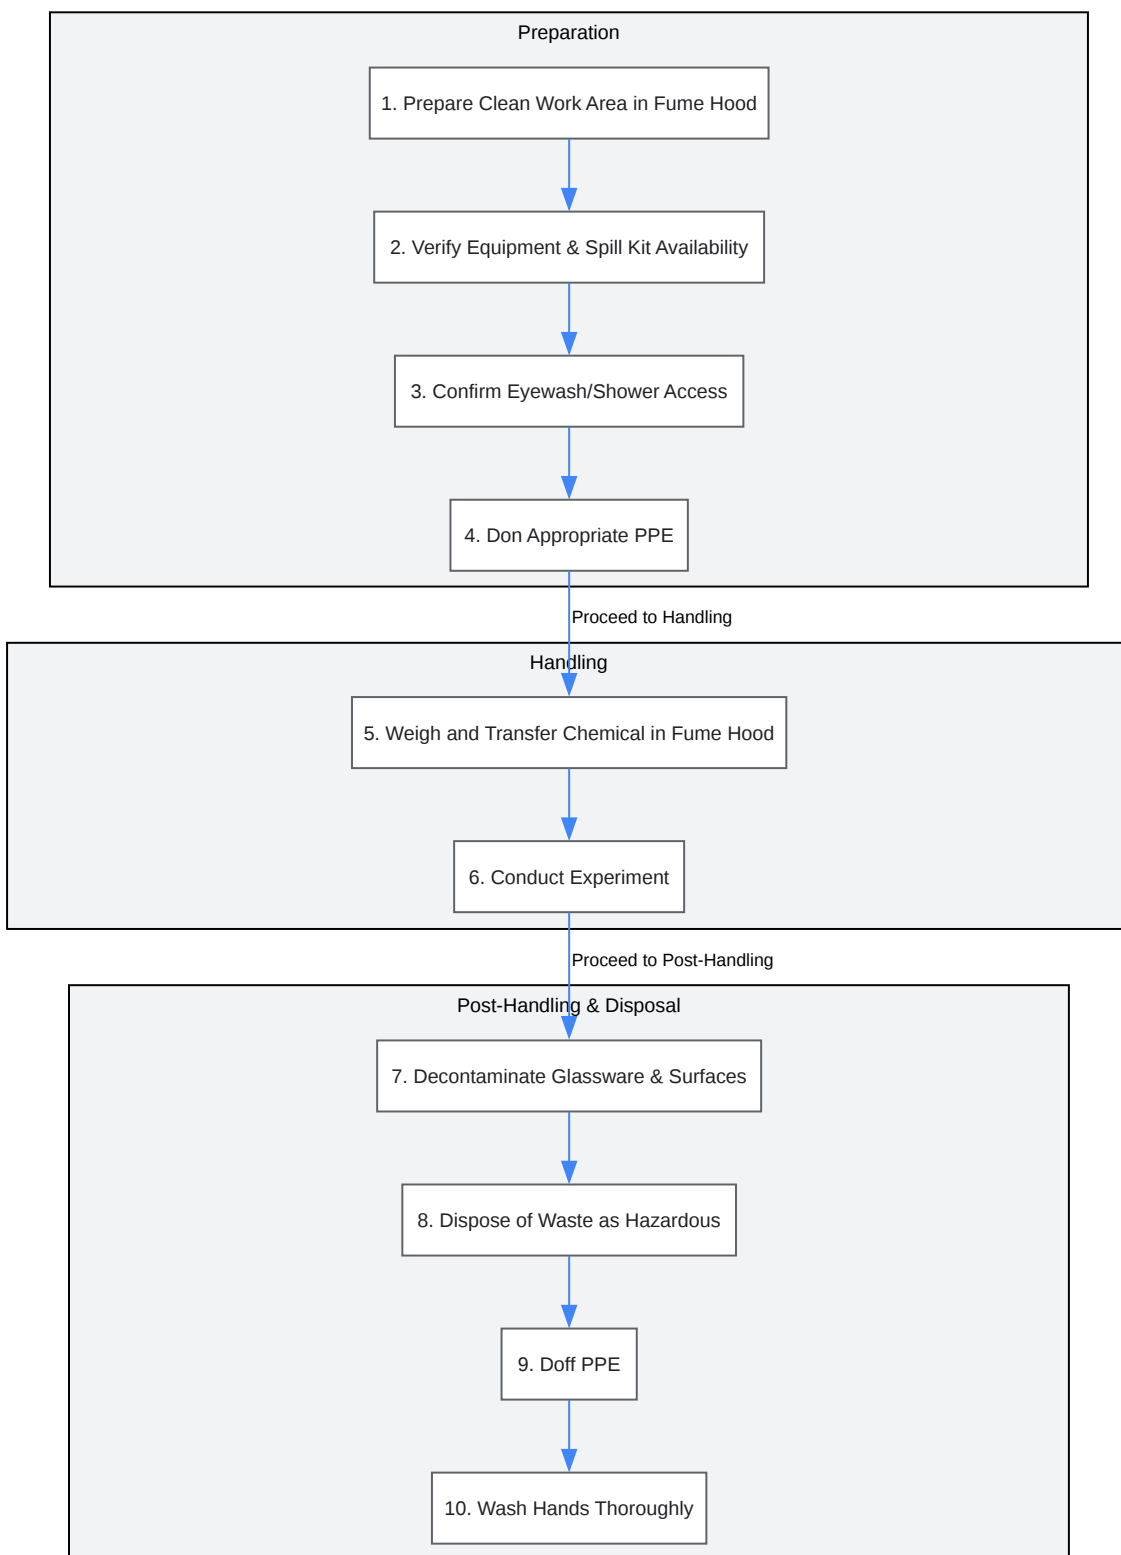 Preparation
1. Prepare Clean Work Area in Fume Hood
2. Verify Equipment & Spill Kit Availability
3. Confirm Eyewash/Shower Access
4. Don Appropriate PPE
Proceed to Handling
Handling
5. Weigh and Transfer Chemical in Fume Hood
6. Conduct Experiment
Proceed to Post-Handling
Post-Handling & Disposal
7. Decontaminate Glassware & Surfaces
8. Dispose of Waste as Hazardous
9. Doff PPE
10. Wash Hands Thoroughly